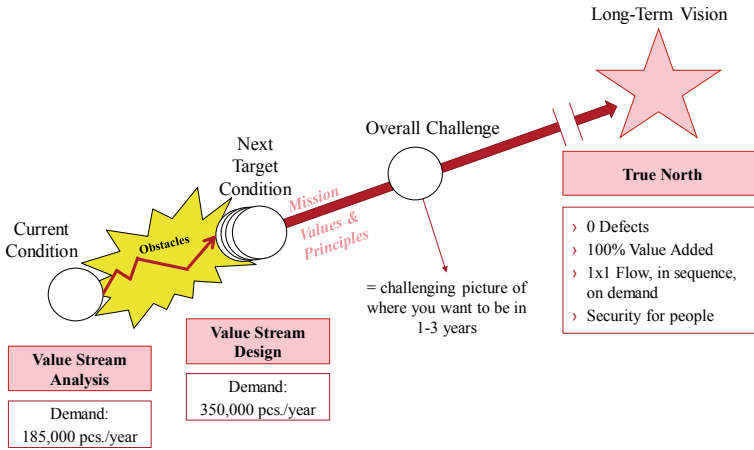 Long-Term Vision
Overall Challenge
Next
Target
Condition
True North
Mission
Values &
Principles
Current
Condition
Obstacles
› 0 Defects
› 100% Value Added
› 1x1 Flow, in sequence,
on demand
› Security for people
= challenging picture of
where you want to be in
1-3 years
Value Stream
Analysis
Value Stream
Design
Demand:
185,000 pcs./year
Demand:
350,000 pcs./year